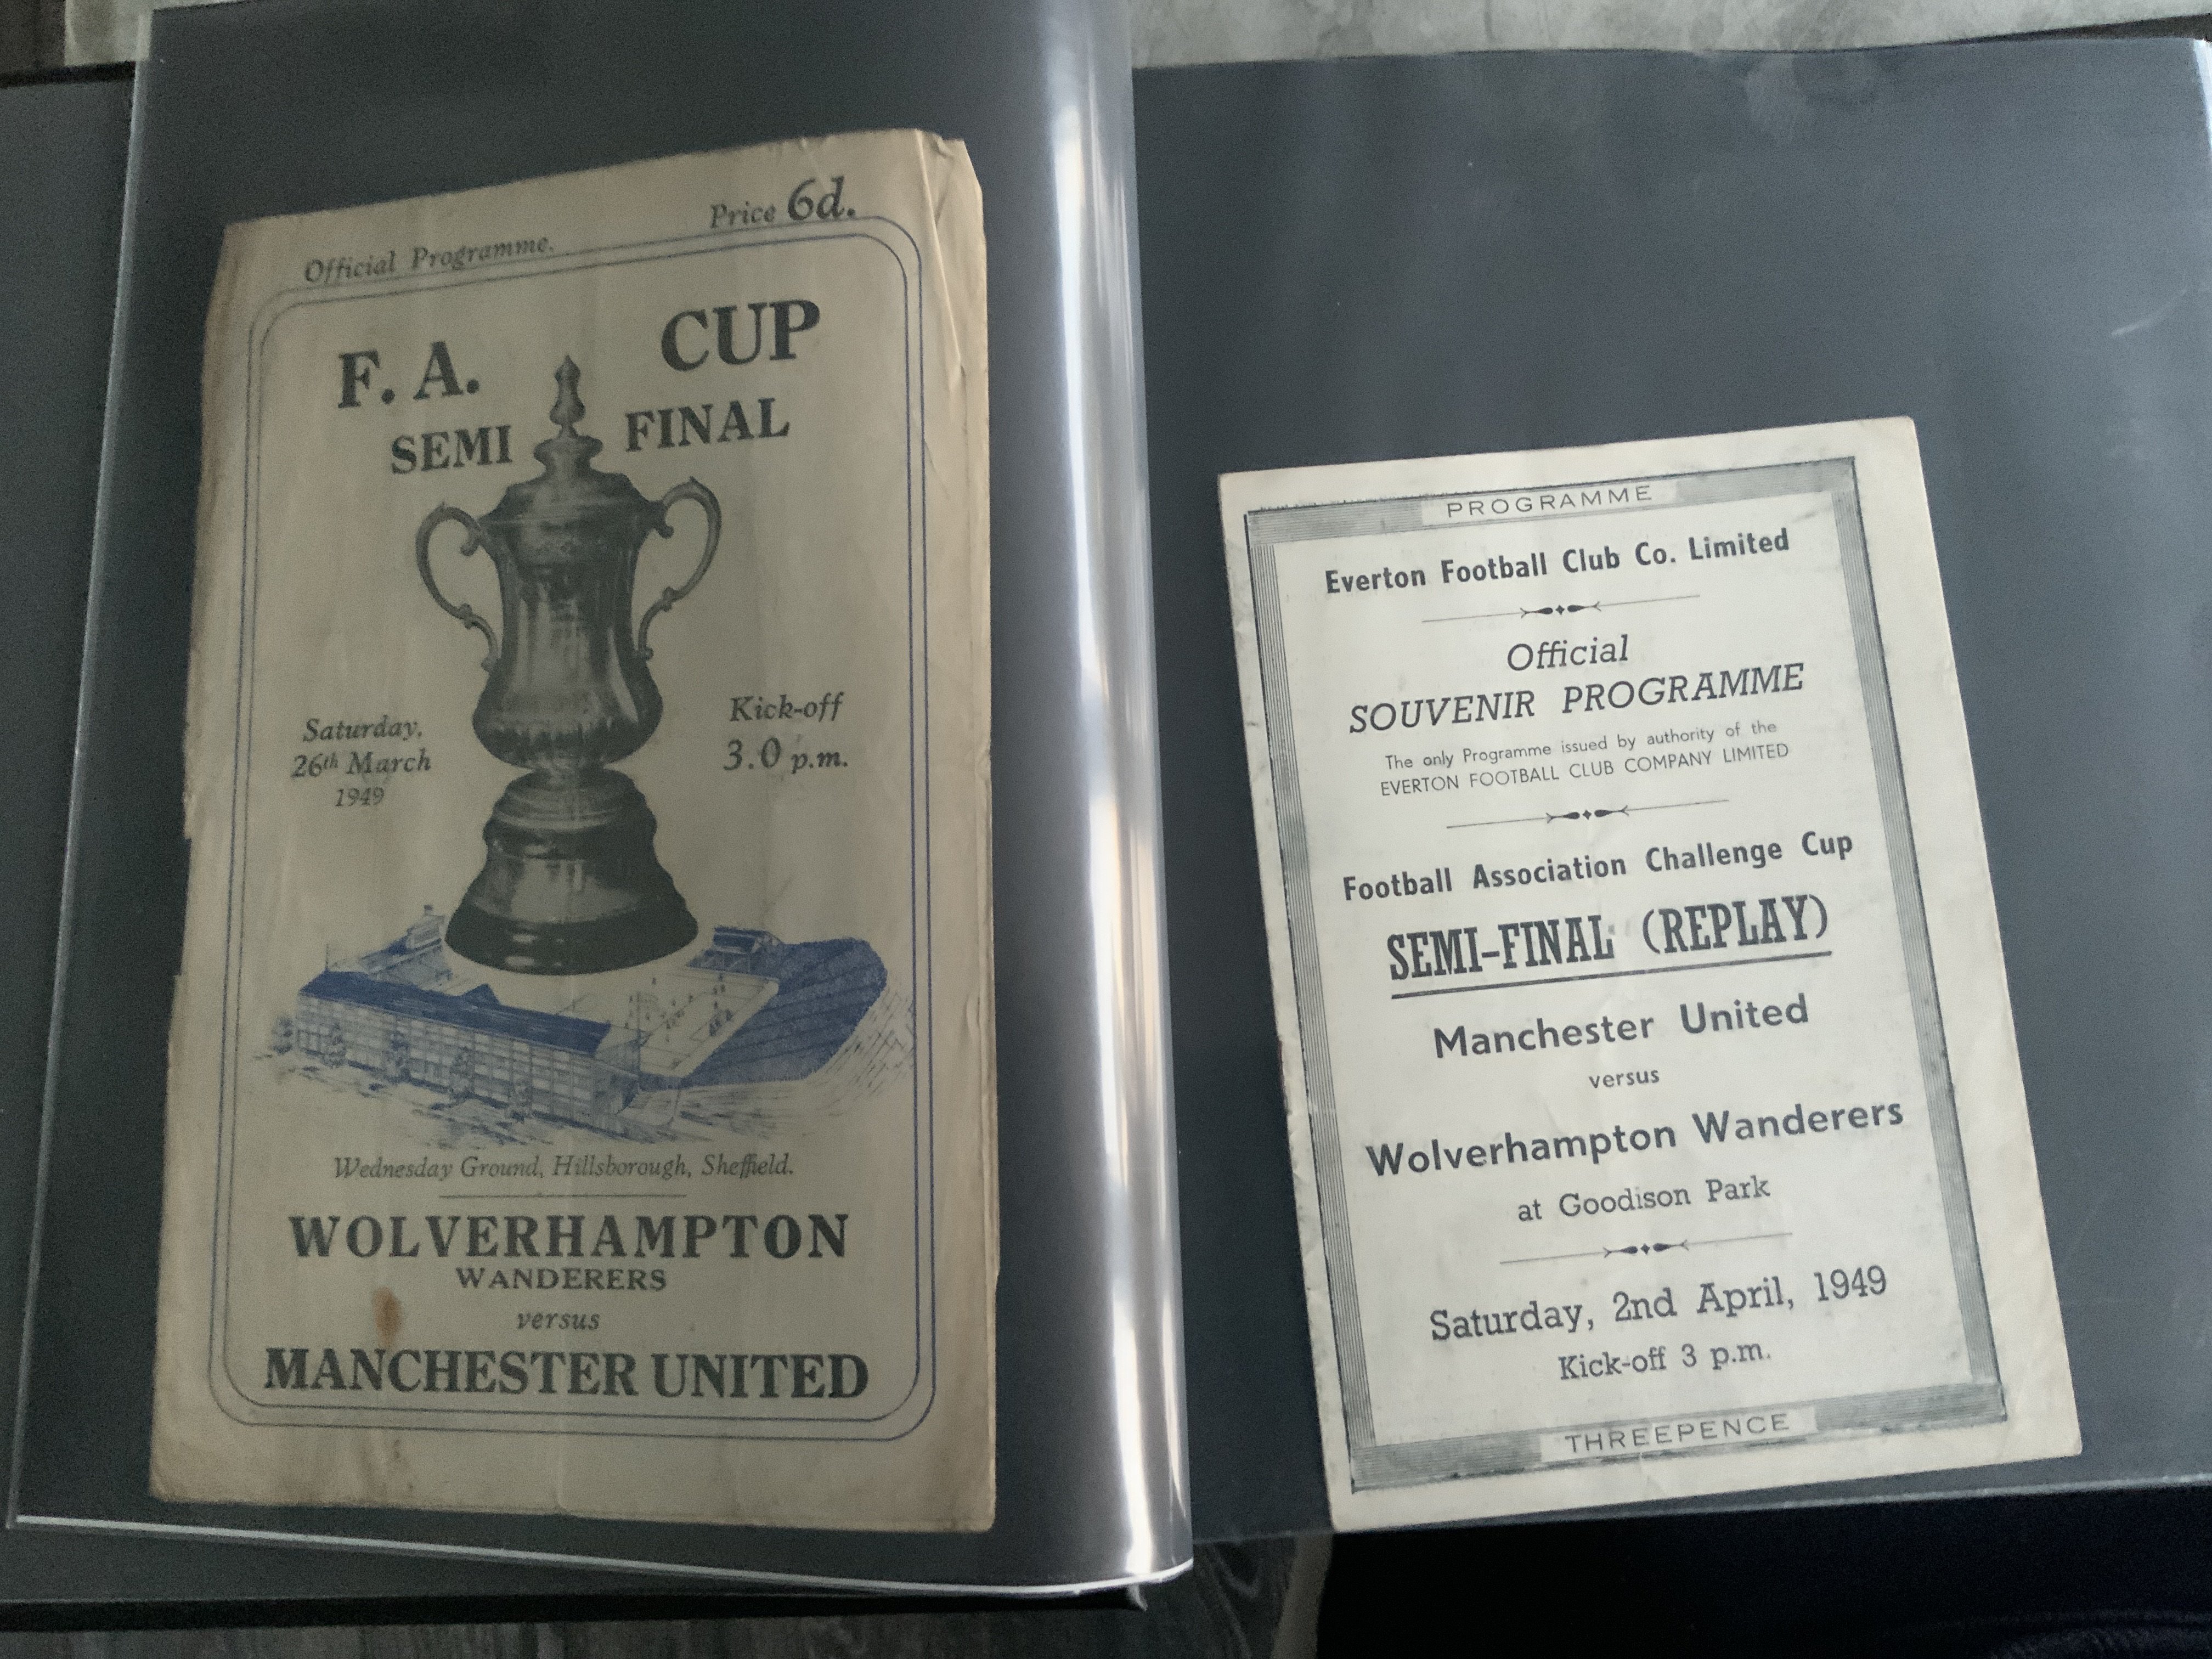 Official Programme.
Price 6d.
F. A. CUP
SEMI FINAL
Saturday,
26th March
1949
Kick-off
3.0 p.m.
Wednesday Ground, Hillsborough, Sheffield.
WOLVERHAMPTON
WANDERERS
versus
MANCHESTER UNITED
PROGRAMME
Everton Football Club Co. Limited
Official
SOUVENIR PROGRAMME
The only Programme issued by authority of the
EVERTON FOOTBALL CLUB COMPANY LIMITED
Football Association Challenge Cup
SEMI-FINAL (REPLAY)
Manchester United
versus
Wolverhampton Wanderers
at Goodison Park
Saturday, 2nd April, 1949
Kick-off 3 p.m.
THREEPENCE